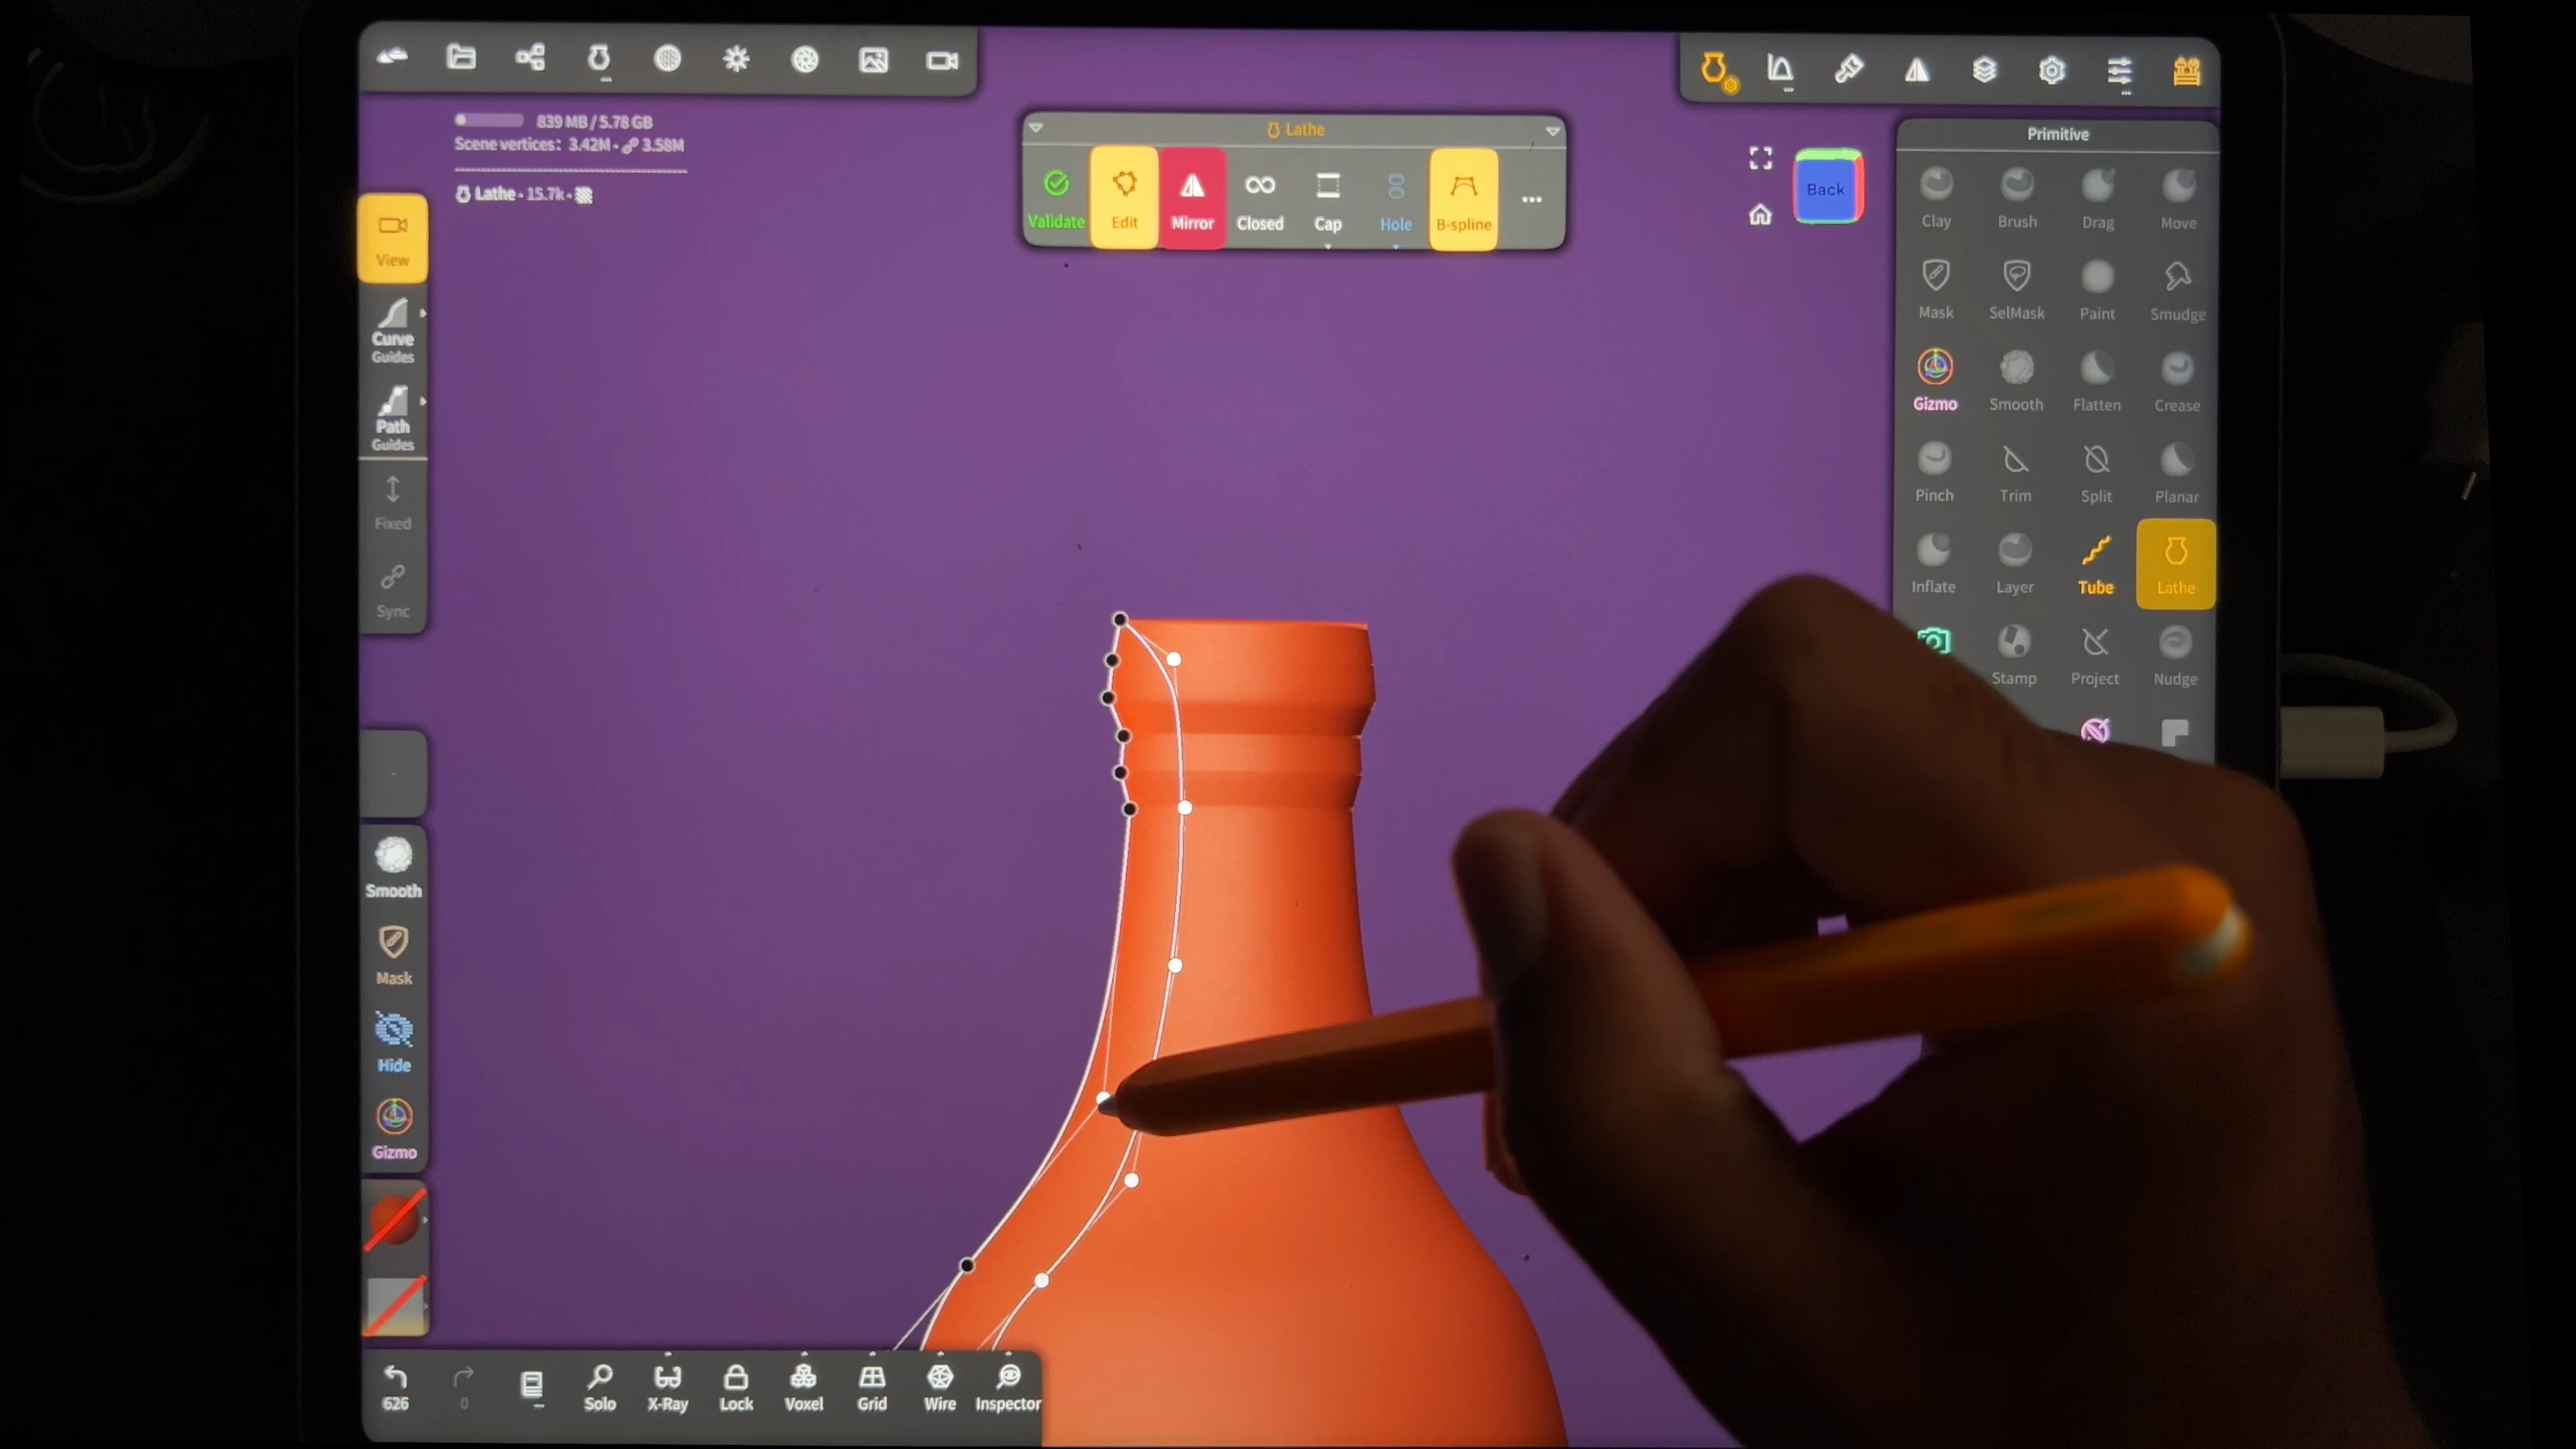 839 MB / 5.78 GB
Scene vertices: 3.42M • 3.58M
Lathe • 15.7k •
Lathe
Validate
Edit
Mirror
Closed
Cap
Hole
B-spline
...
Back
View
Curve
Guides
Path
Guides
Fixed
Sync
-
Smooth
Mask
Hide
Gizmo
Primitive
Clay Brush Drag Move
Mask SelMask Paint Smudge
Gizmo Smooth Flatten Crease
Pinch Trim Split Planar
Inflate Layer Tube Lathe
Stamp Project Nudge
626 0 Solo X-Ray Lock Voxel Grid Wire Inspector